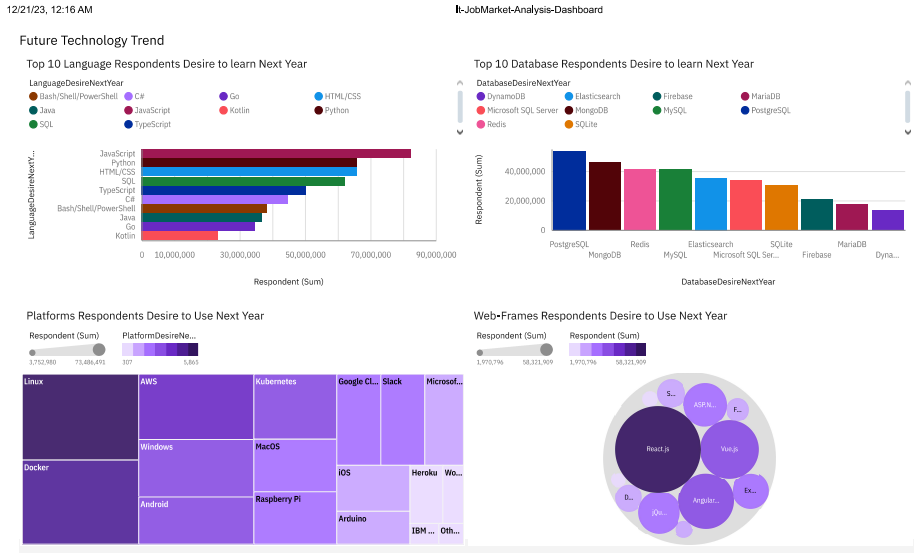 12/21/23, 12:16 AM
It-JobMarket-Analysis-Dashboard
Future Technology Trend
Top 10 Language Respondents Desire to learn Next Year
LanguageDesireNextYear
Bash/Shell/PowerShell C# Go HTML/CSS
Java JavaScript Kotlin Python
SQL TypeScript
LanguageDesireNextY...
JavaScript
Python
HTML/CSS
SQL
TypeScript
C#
Bash/Shell/PowerShell
Java
Go
Kotlin
0 10,000,000 30,000,000 50,000,000 70,000,000 90,000,000
Respondent (Sum)
Top 10 Database Respondents Desire to learn Next Year
DatabaseDesireNextYear
DynamoDB Elasticsearch Firebase MariaDB
Microsoft SQL Server MongoDB MySQL PostgreSQL
Redis SQLite
Respondent (Sum)
40,000,000
20,000,000
0
PostgreSQL Redis Elasticsearch SQLite MariaDB
MongoDB MySQL Microsoft SQL Ser... Firebase Dyna...
DatabaseDesireNextYear
Platforms Respondents Desire to Use Next Year
Respondent (Sum) PlatformDesireNe...
1,752,980 73,486,491 307 5,865
Linux AWS Kubernetes Google Cl... Slack Microsof...
Windows MacOS
Docker iOS Heroku Wo...
Android Raspberry Pi
Arduino IBM ... Oth...
Web-Frames Respondents Desire to Use Next Year
Respondent (Sum) Respondent (Sum)
1,970,796 58,321,909 1,970,796 58,321,909
S...
ASP.N... F...
React.js Vue.js
D... Angular... Ex...
jQu...